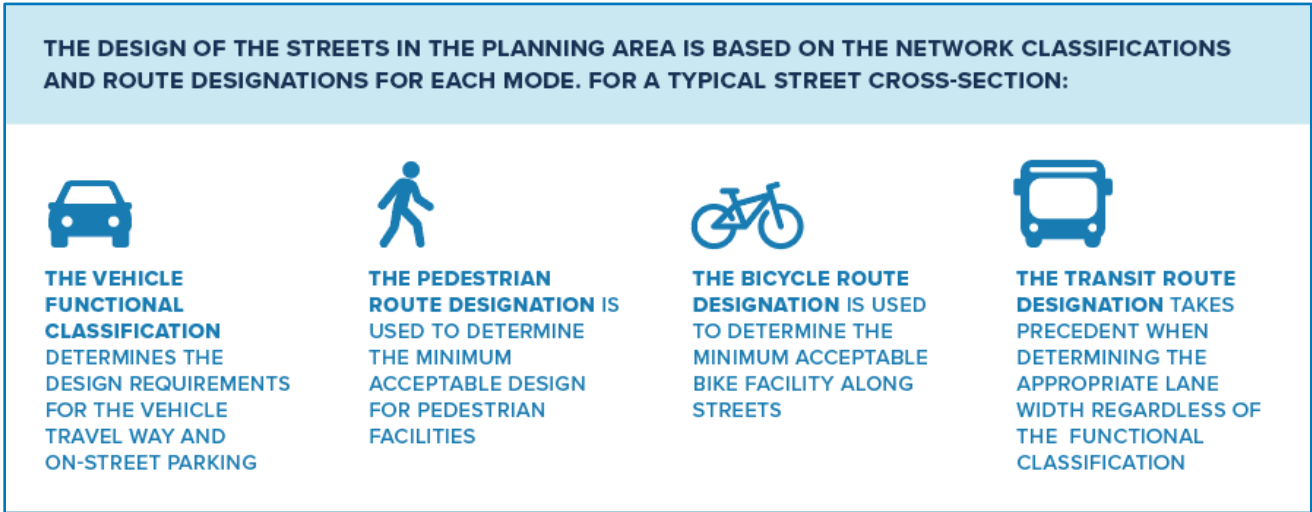 THE DESIGN OF THE STREETS IN THE PLANNING AREA IS BASED ON THE NETWORK CLASSIFICATIONS
AND ROUTE DESIGNATIONS FOR EACH MODE. FOR A TYPICAL STREET CROSS-SECTION:
THE VEHICLE
FUNCTIONAL
CLASSIFICATION
DETERMINES THE
DESIGN REQUIREMENTS
FOR THE VEHICLE
TRAVEL WAY AND
ON-STREET PARKING
THE PEDESTRIAN
ROUTE DESIGNATION IS
USED TO DETERMINE
THE MINIMUM
ACCEPTABLE DESIGN
FOR PEDESTRIAN
FACILITIES
THE BICYCLE ROUTE
DESIGNATION IS USED
TO DETERMINE THE
MINIMUM ACCEPTABLE
BIKE FACILITY ALONG
STREETS
THE TRANSIT ROUTE
DESIGNATION TAKES
PRECEDENT WHEN
DETERMINING THE
APPROPRIATE LANE
WIDTH REGARDLESS OF
THE FUNCTIONAL
CLASSIFICATION